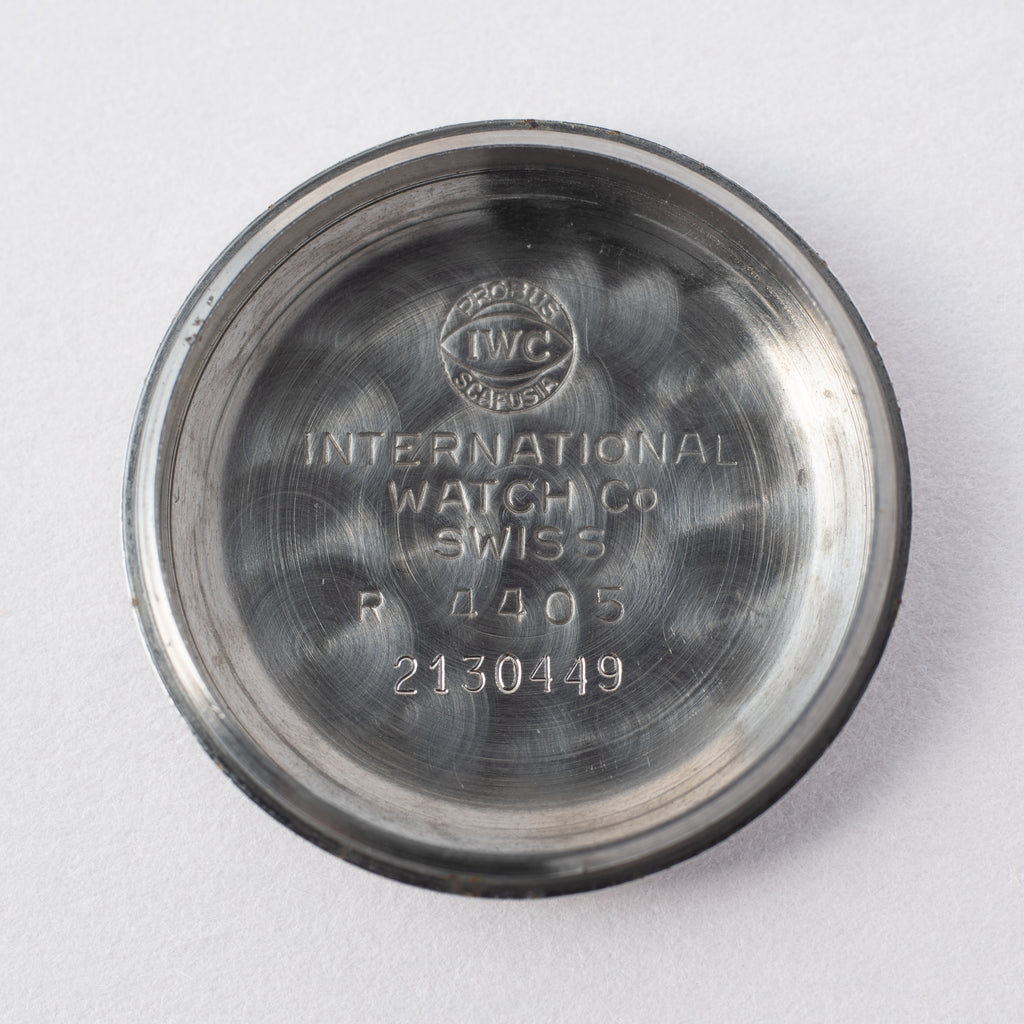 PROBUS
IWC
SCAFUSIA
INTERNATIONAL
WATCH Co
SWISS
R 4405
2130449